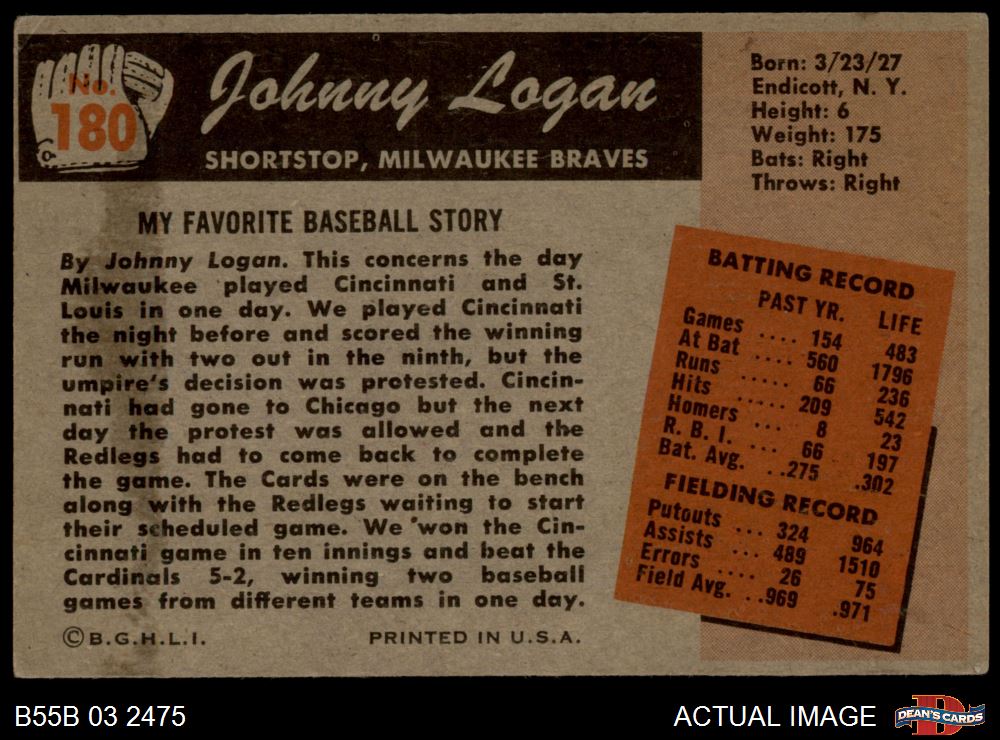 No.
180
Johnny Logan
SHORTSTOP, MILWAUKEE BRAVES
Born: 3/23/27
Endicott, N. Y.
Height: 6
Weight: 175
Bats: Right
Throws: Right
MY FAVORITE BASEBALL STORY
By Johnny Logan. This concerns the day
Milwaukee played Cincinnati and St.
Louis in one day. We played Cincinnati
the night before and scored the winning
run with two out in the ninth, but the
umpire's decision was protested. Cincin-
nati had gone to Chicago but the next
day the protest was allowed and the
Redlegs had to come back to complete
the game. The Cards were on the bench
along with the Redlegs waiting to start
their scheduled game. We won the Cin-
cinnati game in ten innings and beat the
Cardinals 5-2, winning two baseball
games from different teams in one day.
©B.G.H.L.I. PRINTED IN U.S.A.
BATTING RECORD
PAST YR. LIFE
Games .... 154 483
At Bat .... 560 1796
Runs ..... 66 236
Hits ..... 209 542
Homers ... 8 23
R. B. I. ... 66 197
Bat. Avg. ..275 .302
FIELDING RECORD
Putouts ... 324 964
Assists ... 489 1510
Errors .... 26 75
Field Avg. ..969 .971
B55B 03 2475
ACTUAL IMAGE
D
DEAN'S CARDS